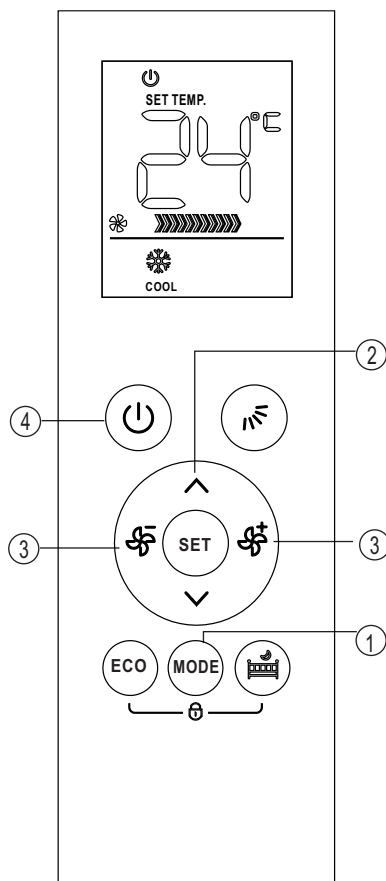 SET TEMP.
24°C
COOL
②
④
③ SET ③
①
ECO MODE